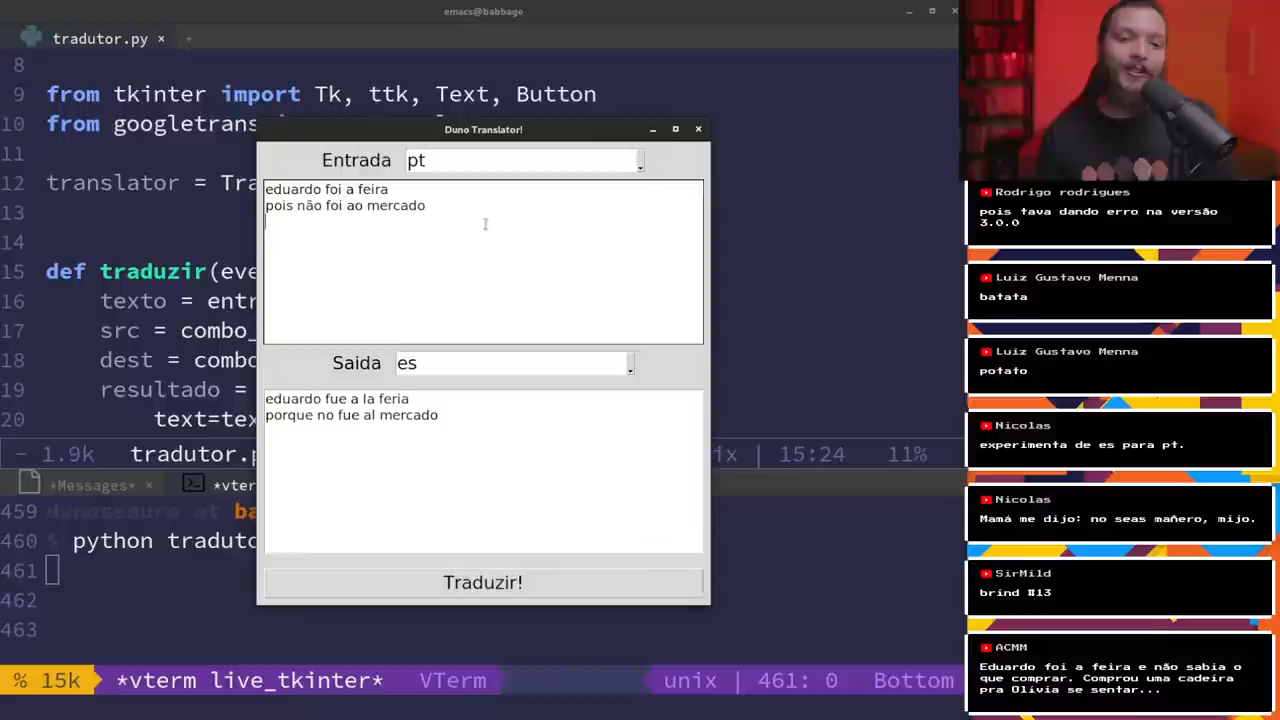 emacs@babbage
tradutor.py × +
8
9 from tkinter import Tk, ttk, Text, Button
10 from googletrans
11
12 translator = Tra
13
14
15 def traduzir(eve
16 texto = entr
17 src = combo_
18 dest = combo
19 resultado =
20 text=tex
- 1.9k tradutor.p ix | 15:24 11%
*Messages* × *vter
459 dunossauro at ba
460 $ python traduto
461
462
463
% 15k *vterm live_tkinter* VTerm unix | 461: 0 Bottom
Duno Translator!
Entrada pt
eduardo foi a feira
pois não foi ao mercado
Saida es
eduardo fue a la feria
porque no fue al mercado
Traduzir!
Rodrigo rodrigues
pois tava dando erro na versão
3.0.0
Luiz Gustavo Menna
batata
Luiz Gustavo Menna
potato
Nicolas
experimenta de es para pt.
Nicolas
Mamá me dijo: no seas mañero, mijo.
SirMild
brind #13
ACMM
Eduardo foi a feira e não sabia o
que comprar. Comprou uma cadeira
pra Olivia se sentar...